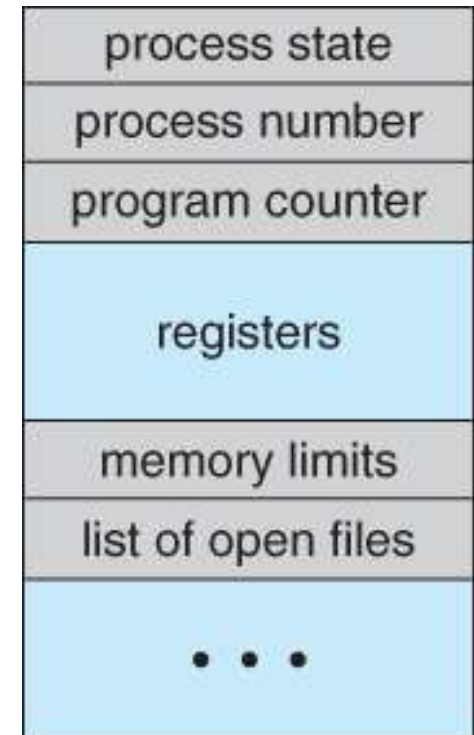 process state
process number
program counter
registers
memory limits
list of open files
• • •